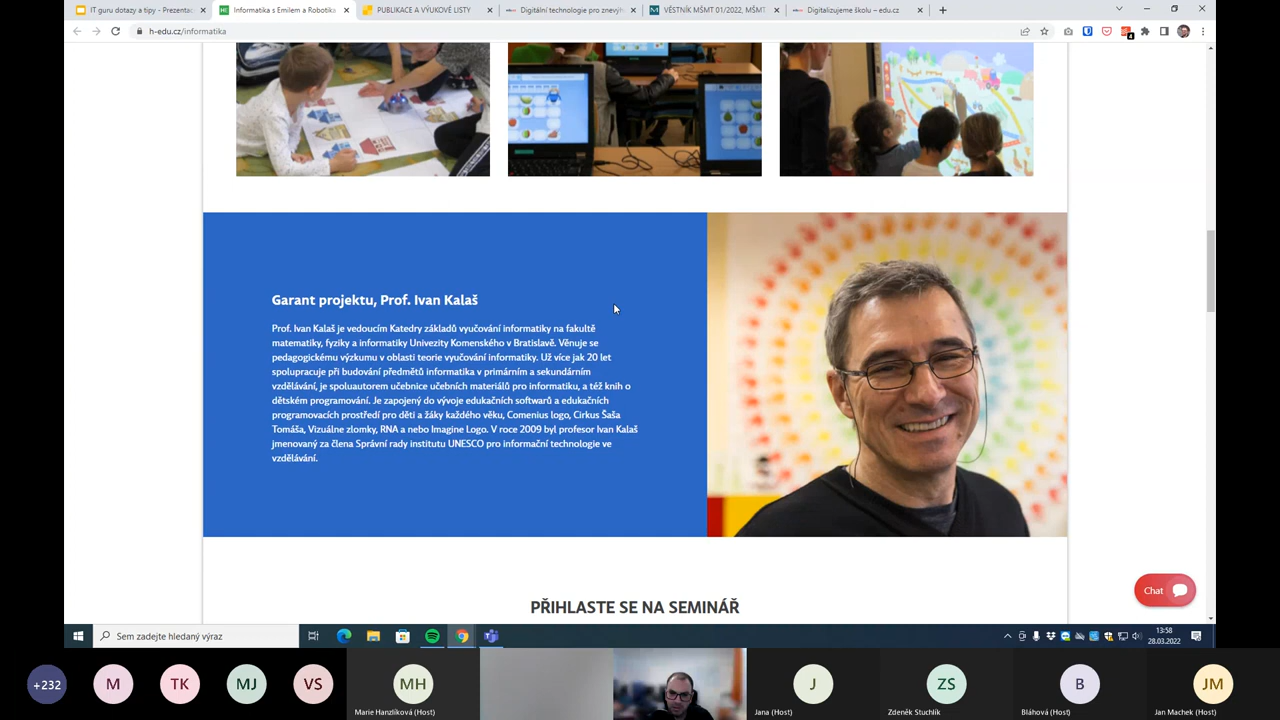 IT guru dotazy a tipy - Prezentac
Informatika s Emilem a Robotika
PUBLIKACE A VÝUKOVÉ LISTY
Digitální technologie pro znevýh
VĚSTNÍK MŠMT 01/2022, MŠMT
Digitalizujeme školu – edu.cz
h-edu.cz/informatika
Garant projektu, Prof. Ivan Kalaš
Prof. Ivan Kalaš je vedoucím Katedry základů vyučování informatiky na fakultě
matematiky, fyziky a informatiky Univezity Komenského v Bratislavě. Věnuje se
pedagogickému výzkumu v oblasti teorie vyučování informatiky. Už více jak 20 let
spolupracuje při budování předmětů informatika v primárním a sekundárním
vzdělávání, je spoluautorem učebnice učebních materiálů pro informatiku, a též knih o
dětském programování. Je zapojený do vývoje edukačních softwarů a edukačních
programovacích prostředí pro děti a žáky každého věku, Comenius logo, Cirkus Šaša
Tomáša, Vizuálne zlomky, RNA a nebo Imagine Logo. V roce 2009 byl profesor Ivan Kalaš
jmenovaný za člena Správní rady institutu UNESCO pro informační technologie ve
vzdělávání.
Chat
PŘIHLASTE SE NA SEMINÁŘ
Sem zadejte hledaný výraz
13:58
28.03.2022
+232
M
TK
MJ
VS
MH
J
ZS
B
JM
Marie Hanzlíková (Host)
Jana (Host)
Zdeněk Stuchlík
Bláhová (Host)
Jan Machek (Host)